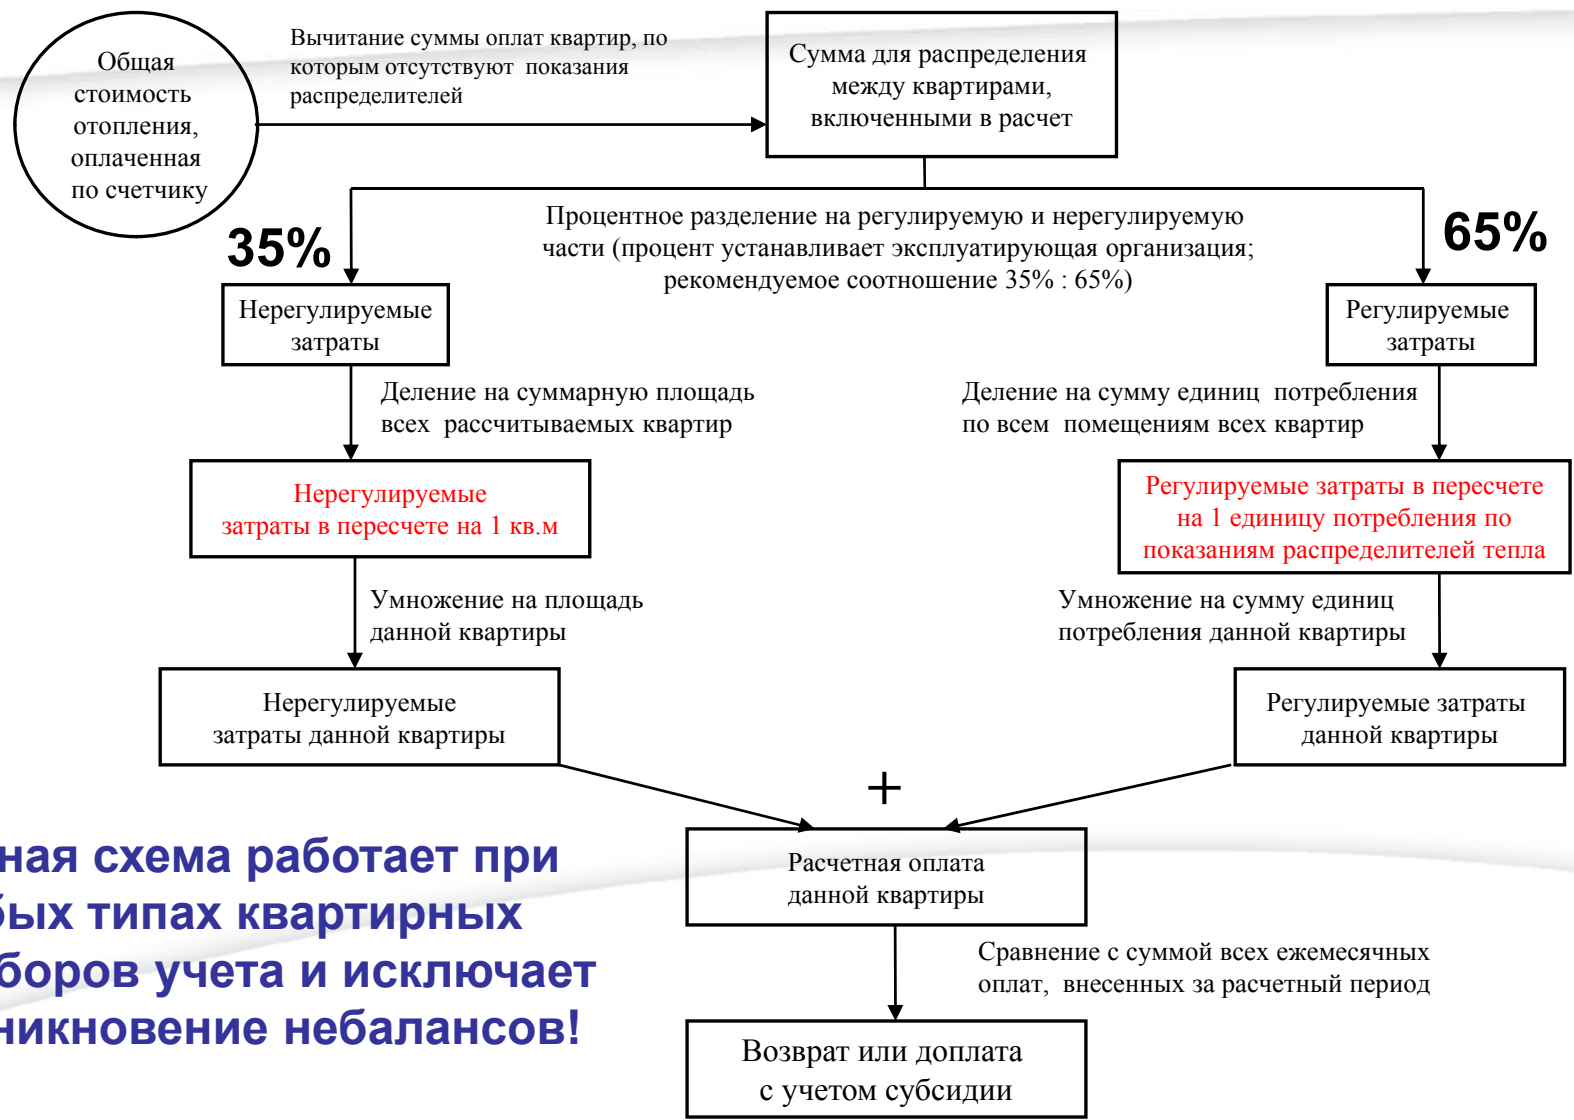 Общая
стоимость
отопления,
оплаченная
по счетчику
Вычитание суммы оплат квартир, по
которым отсутствуют показания
распределителей
Сумма для распределения
между квартирами,
включенными в расчет
35%
Процентное разделение на регулируемую и нерегулируемую
части (процент устанавливает эксплуатирующая организация;
рекомендуемое соотношение 35% : 65%)
65%
Нерегулируемые
затраты
Регулируемые
затраты
Деление на суммарную площадь
всех рассчитываемых квартир
Деление на сумму единиц потребления
по всем помещениям всех квартир
Нерегулируемые
затраты в пересчете на 1 кв.м
Регулируемые затраты в пересчете
на 1 единицу потребления по
показаниям распределителей тепла
Умножение на площадь
данной квартиры
Умножение на сумму единиц
потребления данной квартиры
Нерегулируемые
затраты данной квартиры
Регулируемые затраты
данной квартиры
+
Расчетная оплата
данной квартиры
ная схема работает при
бых типах квартирных
боров учета и исключает
никновение небалансов!
Сравнение с суммой всех ежемесячных
оплат, внесенных за расчетный период
Возврат или доплата
с учетом субсидии